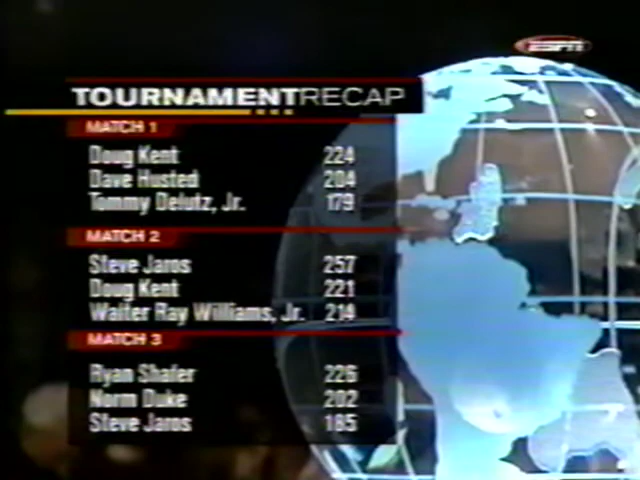 ESPN
TOURNAMENTRECAP
MATCH 1
Doug Kent 224
Dave Husted 204
Tommy Delutz, Jr. 179
MATCH 2
Steve Jaros 257
Doug Kent 221
Walter Ray Williams, Jr. 214
MATCH 3
Ryan Shafer 226
Norm Duke 202
Steve Jaros 185